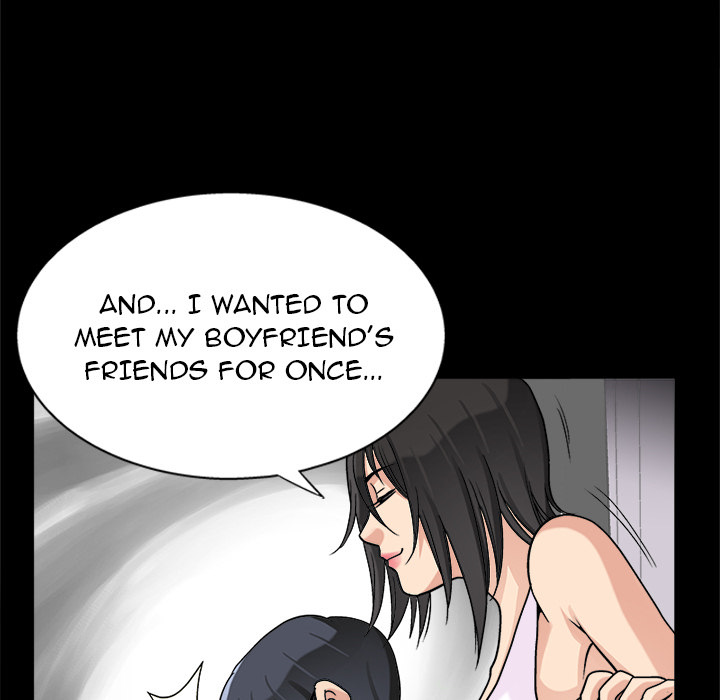 AND... I WANTED TO
MEET MY BOYFRIEND'S
FRIENDS FOR ONCE...